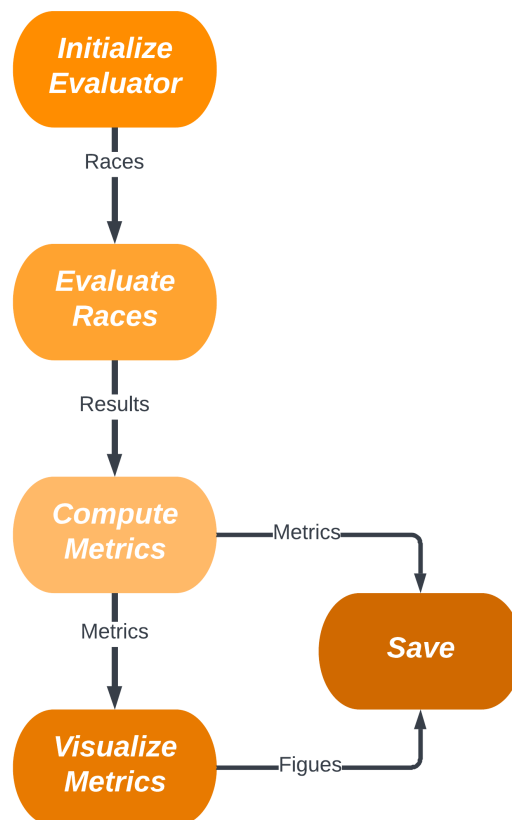 Initialize
Evaluator
Races
Evaluate
Races
Results
Compute
Metrics
Metrics
Metrics
Save
Visualize
Metrics
Figues